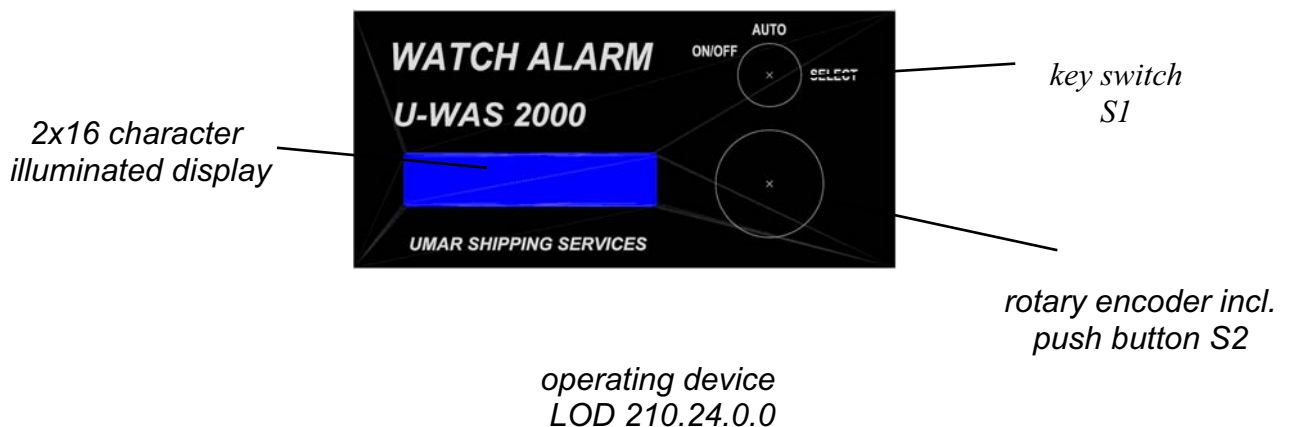 AUTO
WATCH ALARM
ON/OFF
SELECT
key switch
S1
U-WAS 2000
2x16 character
illuminated display
UMAR SHIPPING SERVICES
rotary encoder incl.
push button S2
operating device
LOD 210.24.0.0